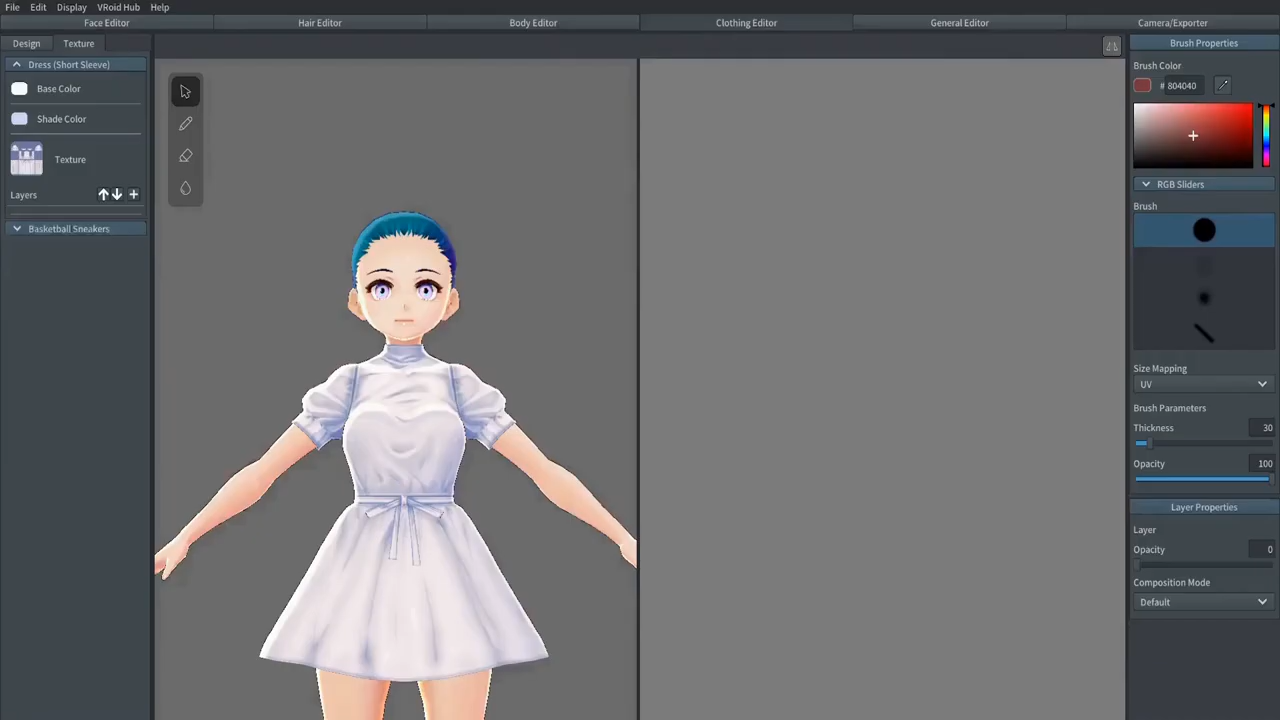 File Edit Display VRoid Hub Help
Face Editor Hair Editor Body Editor Clothing Editor General Editor Camera/Exporter
Design Texture
Dress (Short Sleeve)
Base Color
Shade Color
Texture
Layers
Basketball Sneakers
Brush Properties
Brush Color
# 804040
RGB Sliders
Brush
Size Mapping
UV
Brush Parameters
Thickness 30
Opacity 100
Layer Properties
Layer
Opacity 0
Composition Mode
Default